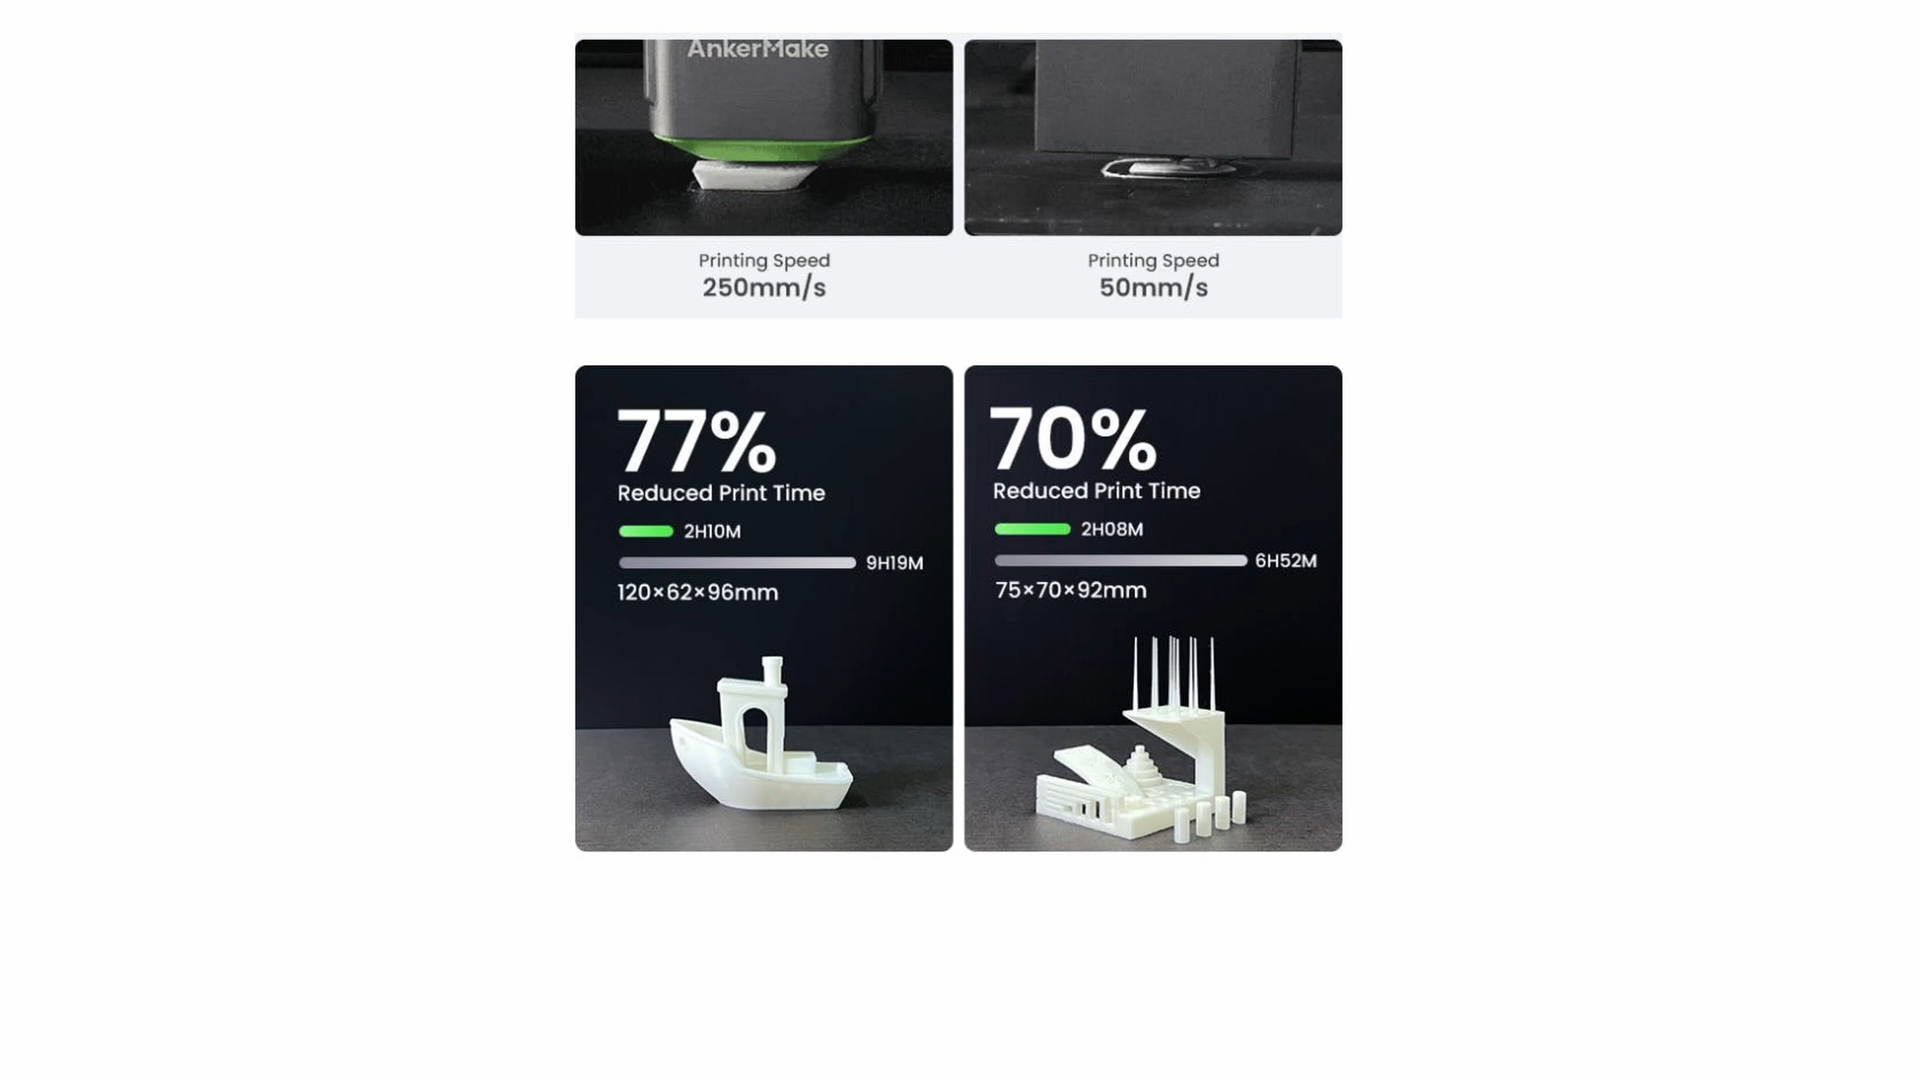 AnkerMake
Printing Speed
250mm/s
Printing Speed
50mm/s
77%
Reduced Print Time
2H10M
9H19M
120×62×96mm
70%
Reduced Print Time
2H08M
6H52M
75×70×92mm